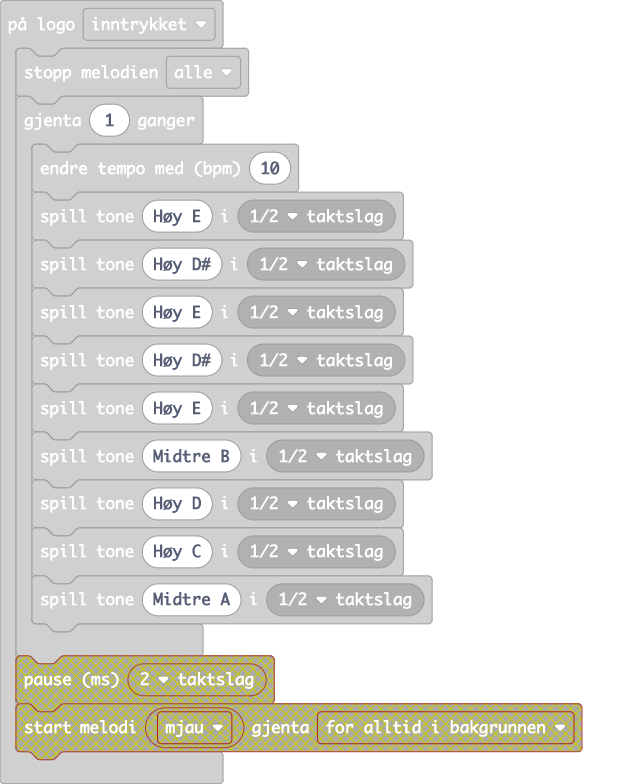 på logo inntrykket
stopp melodien alle
gjenta 1 ganger
endre tempo med (bpm) 10
spill tone Høy E i 1/2 taktslag
spill tone Høy D# i 1/2 taktslag
spill tone Høy E i 1/2 taktslag
spill tone Høy D# i 1/2 taktslag
spill tone Høy E i 1/2 taktslag
spill tone Midtre B i 1/2 taktslag
spill tone Høy D i 1/2 taktslag
spill tone Høy C i 1/2 taktslag
spill tone Midtre A i 1/2 taktslag
pause (ms) 2 taktslag
start melodi mjau gjenta for alltid i bakgrunnen